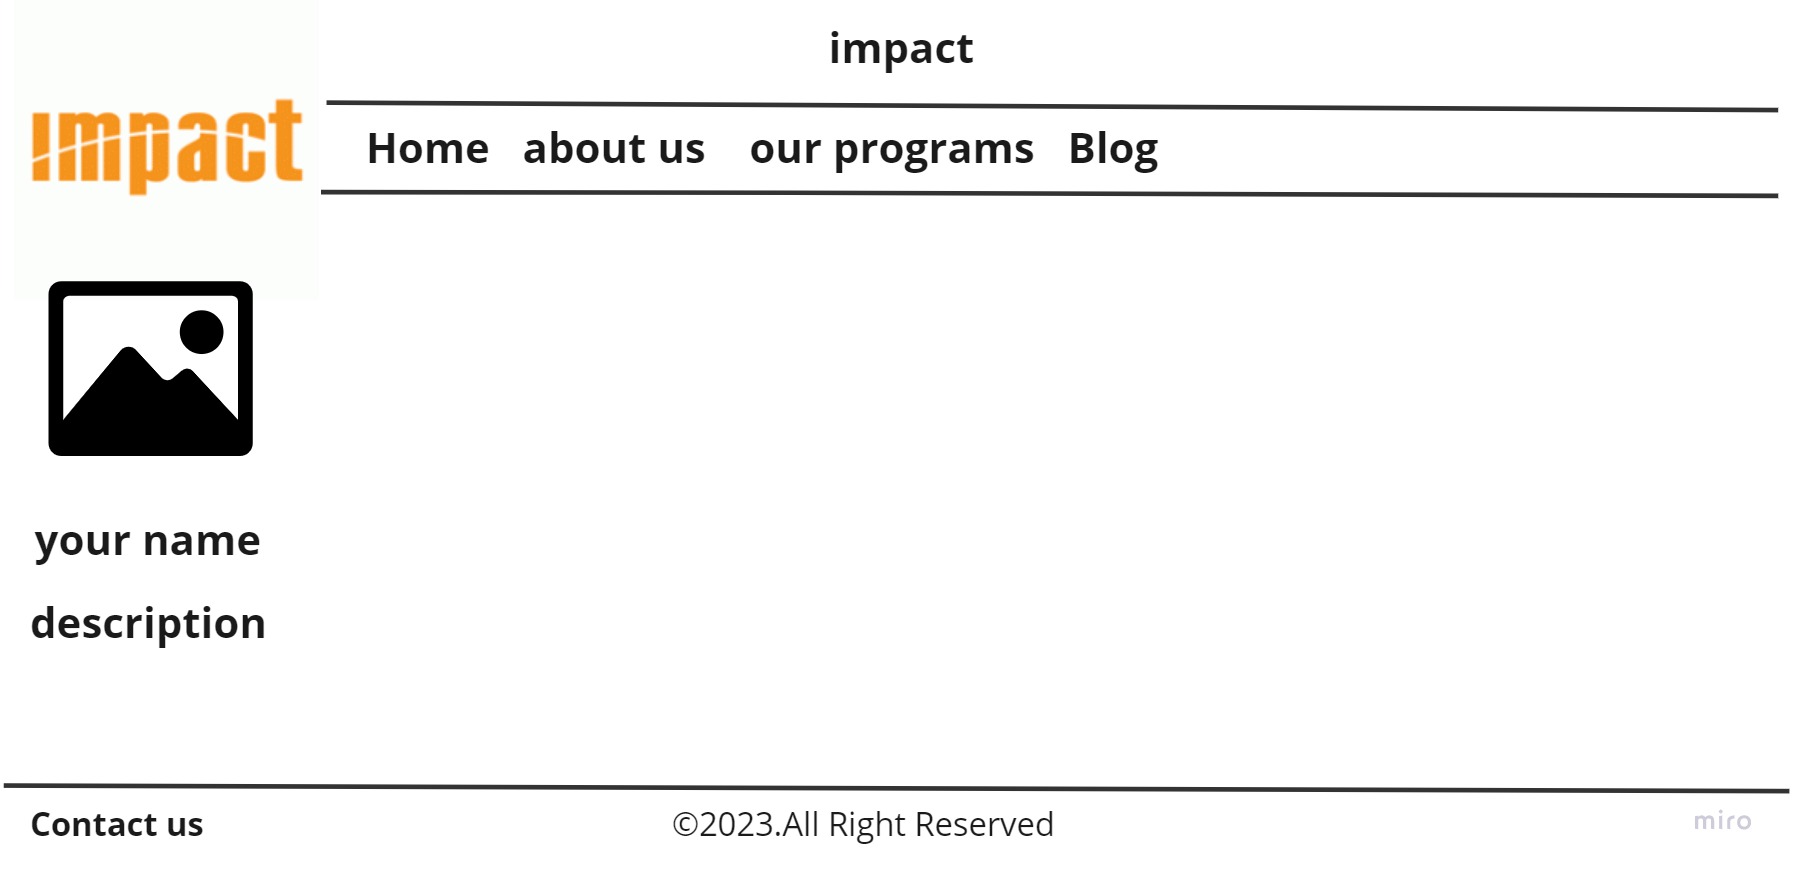 impact
impact
Home about us our programs Blog
your name
description
Contact us ©2023.All Right Reserved miro